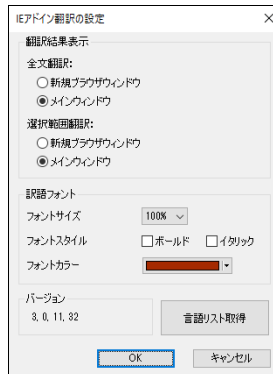 IEアドイン翻訳の設定
翻訳結果表示
全文翻訳:
新規ブラウザウィンドウ
メインウィンドウ
選択範囲翻訳:
新規ブラウザウィンドウ
メインウィンドウ
訳語フォント
フォントサイズ 100%
フォントスタイル ボールド イタリック
フォントカラー
バージョン
3, 0, 11, 32 言語リスト取得
OK キャンセル